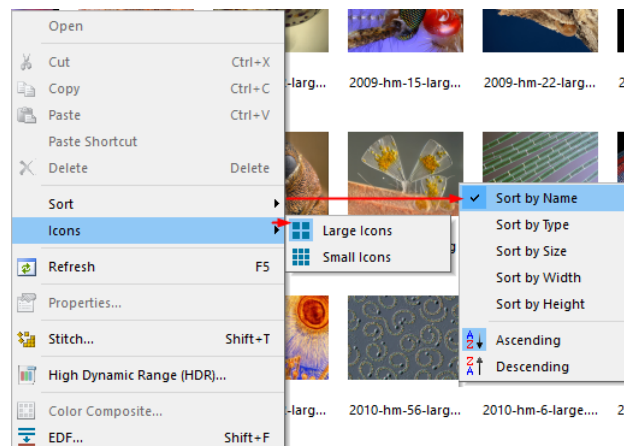 Open
Cut Ctrl+X
Copy Ctrl+C
Paste Ctrl+V
Paste Shortcut
Delete Delete
Sort
Icons
Refresh F5
Properties...
Stitch... Shift+T
High Dynamic Range (HDR)...
Color Composite...
EDF... Shift+F
Large Icons
Small Icons
Sort by Name
Sort by Type
Sort by Size
Sort by Width
Sort by Height
Ascending
Descending
-larg... 2009-hm-15-larg... 2009-hm-22-larg... 2
-larg... 2010-hm-56-larg... 2010-hm-6-large.... 2